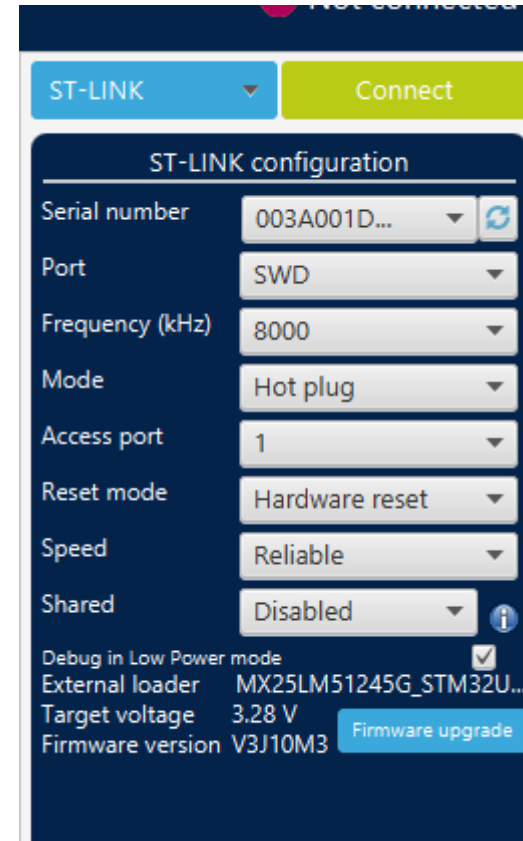 Not connected
ST-LINK
Connect
ST-LINK configuration
Serial number 003A001D...
Port SWD
Frequency (kHz) 8000
Mode Hot plug
Access port 1
Reset mode Hardware reset
Speed Reliable
Shared Disabled
Debug in Low Power mode
External loader MX25LM51245G_STM32U...
Target voltage 3.28 V
Firmware version V3J10M3
Firmware upgrade